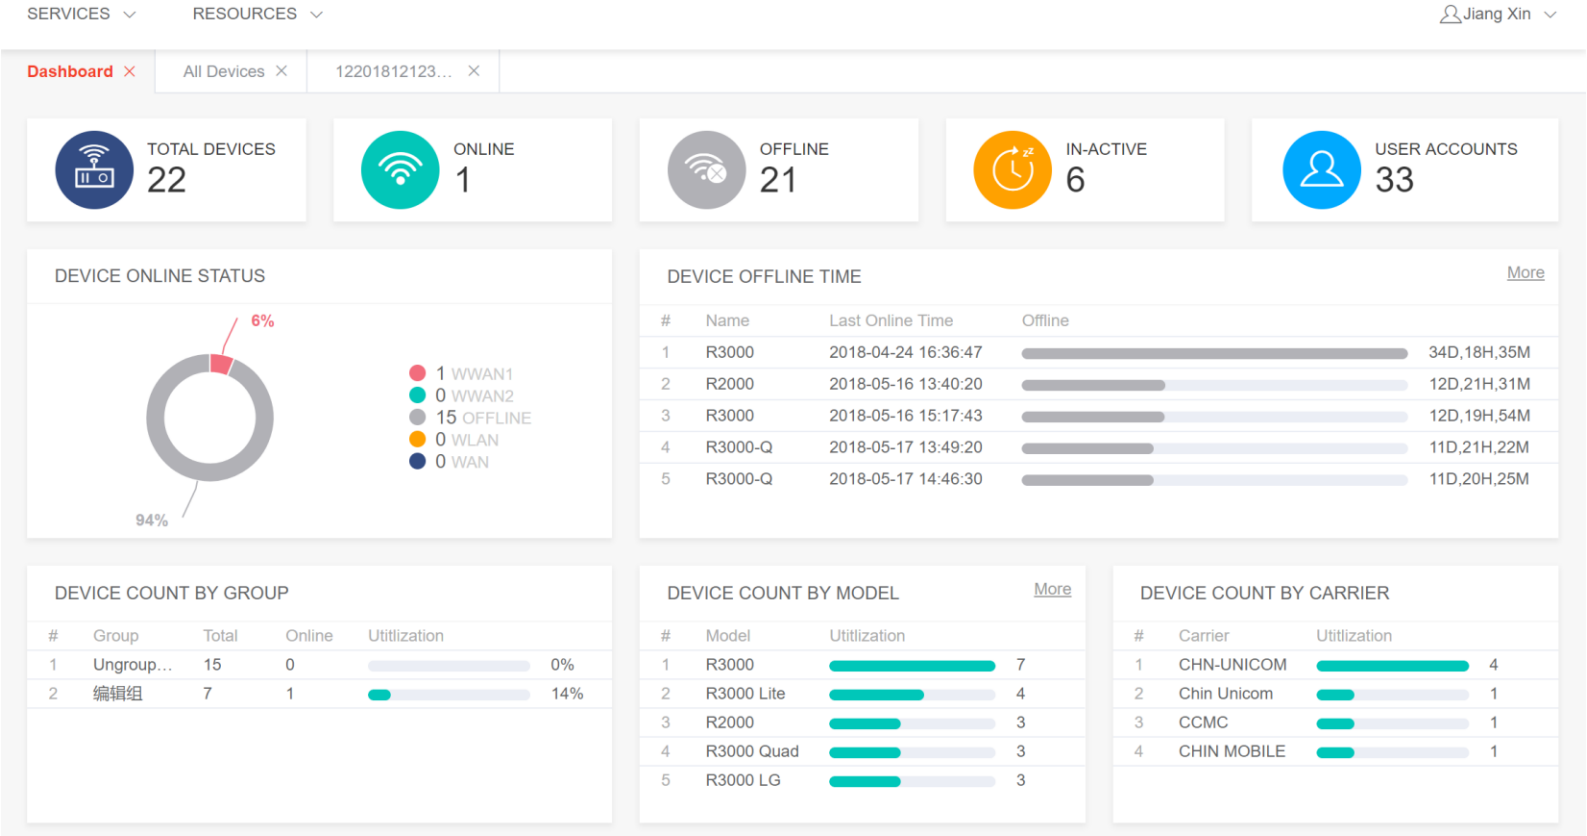 SERVICES RESOURCES Jiang Xin
Dashboard All Devices 12201812123...
TOTAL DEVICES
22
ONLINE
1
OFFLINE
21
IN-ACTIVE
6
USER ACCOUNTS
33
DEVICE ONLINE STATUS
6%
94%
1 WWAN1
0 WWAN2
15 OFFLINE
0 WLAN
0 WAN
DEVICE OFFLINE TIME More
# Name Last Online Time Offline
1 R3000 2018-04-24 16:36:47 34D,18H,35M
2 R2000 2018-05-16 13:40:20 12D,21H,31M
3 R3000 2018-05-16 15:17:43 12D,19H,54M
4 R3000-Q 2018-05-17 13:49:20 11D,21H,22M
5 R3000-Q 2018-05-17 14:46:30 11D,20H,25M
DEVICE COUNT BY GROUP
# Group Total Online Utitlization
1 Ungroup... 15 0 0%
2 编辑组 7 1 14%
DEVICE COUNT BY MODEL More
# Model Utitlization
1 R3000 7
2 R3000 Lite 4
3 R2000 3
4 R3000 Quad 3
5 R3000 LG 3
DEVICE COUNT BY CARRIER
# Carrier Utitlization
1 CHN-UNICOM 4
2 Chin Unicom 1
3 CCMC 1
4 CHIN MOBILE 1